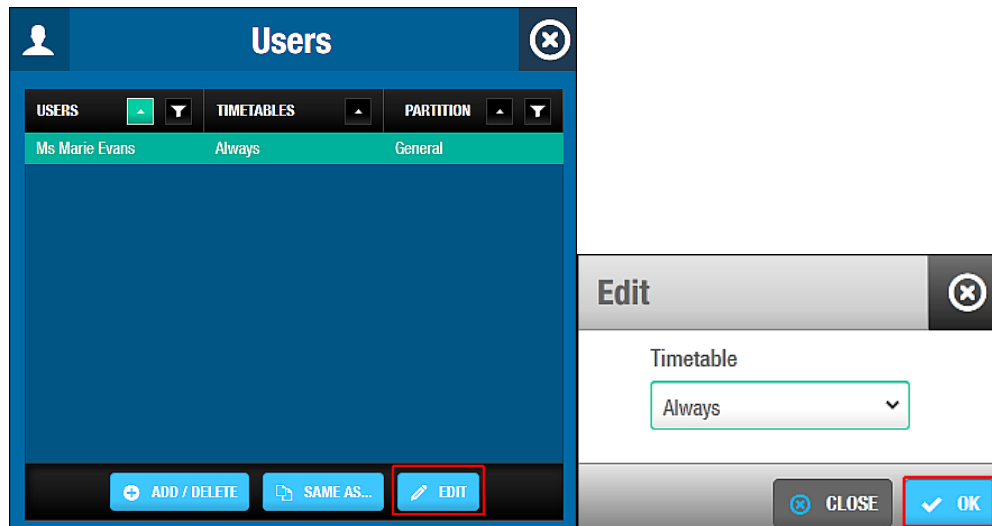 Users
USERS TIMETABLES PARTITION
Ms Marie Evans Always General
ADD / DELETE SAME AS... EDIT
Edit
Timetable
Always
CLOSE OK